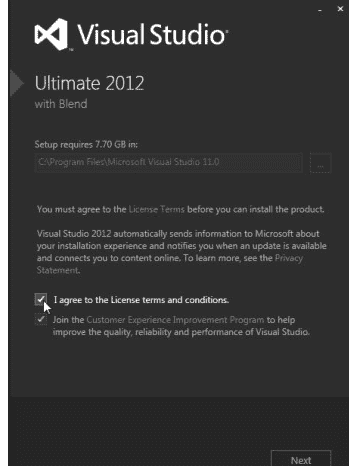 Visual Studio
Ultimate 2012
with Blend
Setup requires 7.70 GB in:
C:\Program Files\Microsoft Visual Studio 11.0
...
You must agree to the License Terms before you can install the product.
Visual Studio 2012 automatically sends information to Microsoft about
your installation experience and notifies you when an update is available
and connects you to content online. To learn more, see the Privacy
Statement.
I agree to the License terms and conditions.
Join the Customer Experience Improvement Program to help
improve the quality, reliability and performance of Visual Studio.
Next